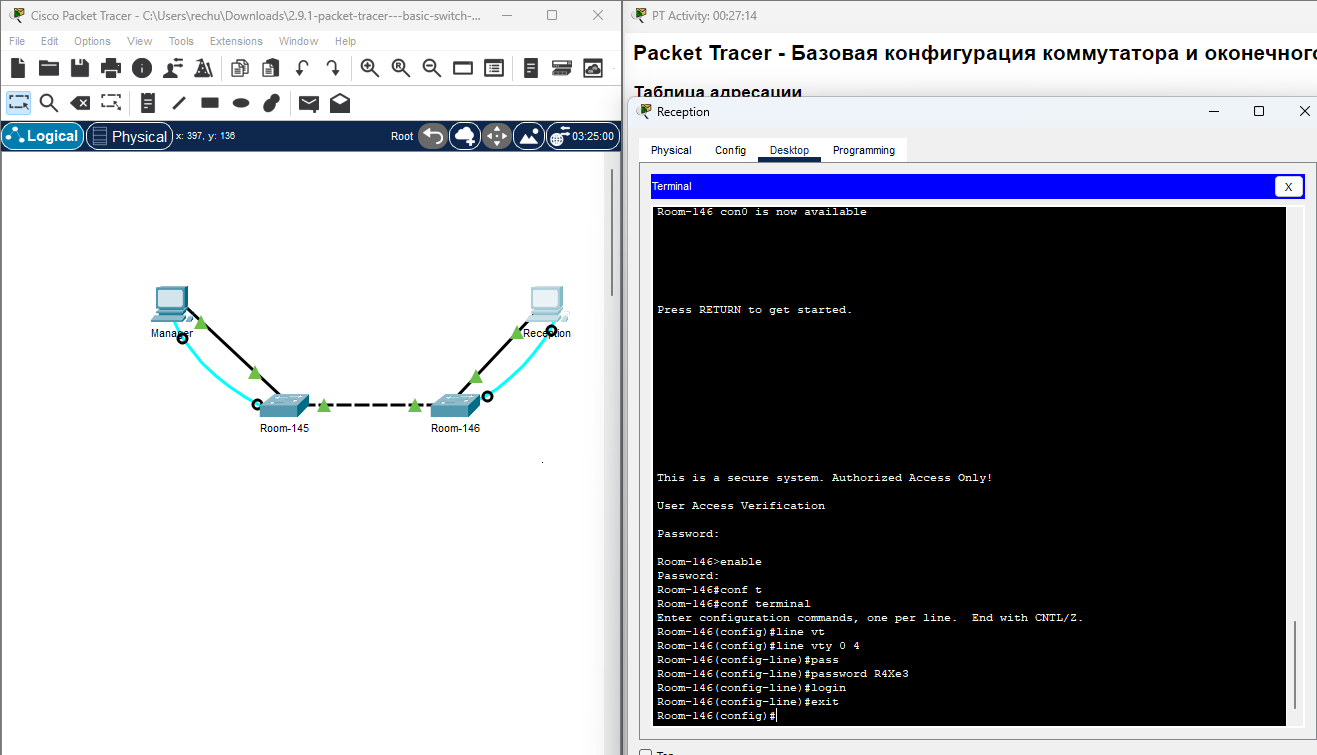 Cisco Packet Tracer - C:\Users\rechu\Downloads\2.9.1-packet-tracer---basic-switch-...
File Edit Options View Tools Extensions Window Help
Logical Physical x: 397, y: 136 Root 03:25:00
Manager
Reception
Room-145
Room-146
PT Activity: 00:27:14
Packet Tracer - Базовая конфигурация коммутатора и оконечного
Таблица адресации
Reception
Physical Config Desktop Programming
Terminal X
Room-146 con0 is now available
Press RETURN to get started.
This is a secure system. Authorized Access Only!
User Access Verification
Password:
Room-146>enable
Password:
Room-146#conf t
Room-146#conf terminal
Enter configuration commands, one per line.  End with CNTL/Z.
Room-146(config)#line vt
Room-146(config)#line vty 0 4
Room-146(config-line)#pass
Room-146(config-line)#password R4Xe3
Room-146(config-line)#login
Room-146(config-line)#exit
Room-146(config)#